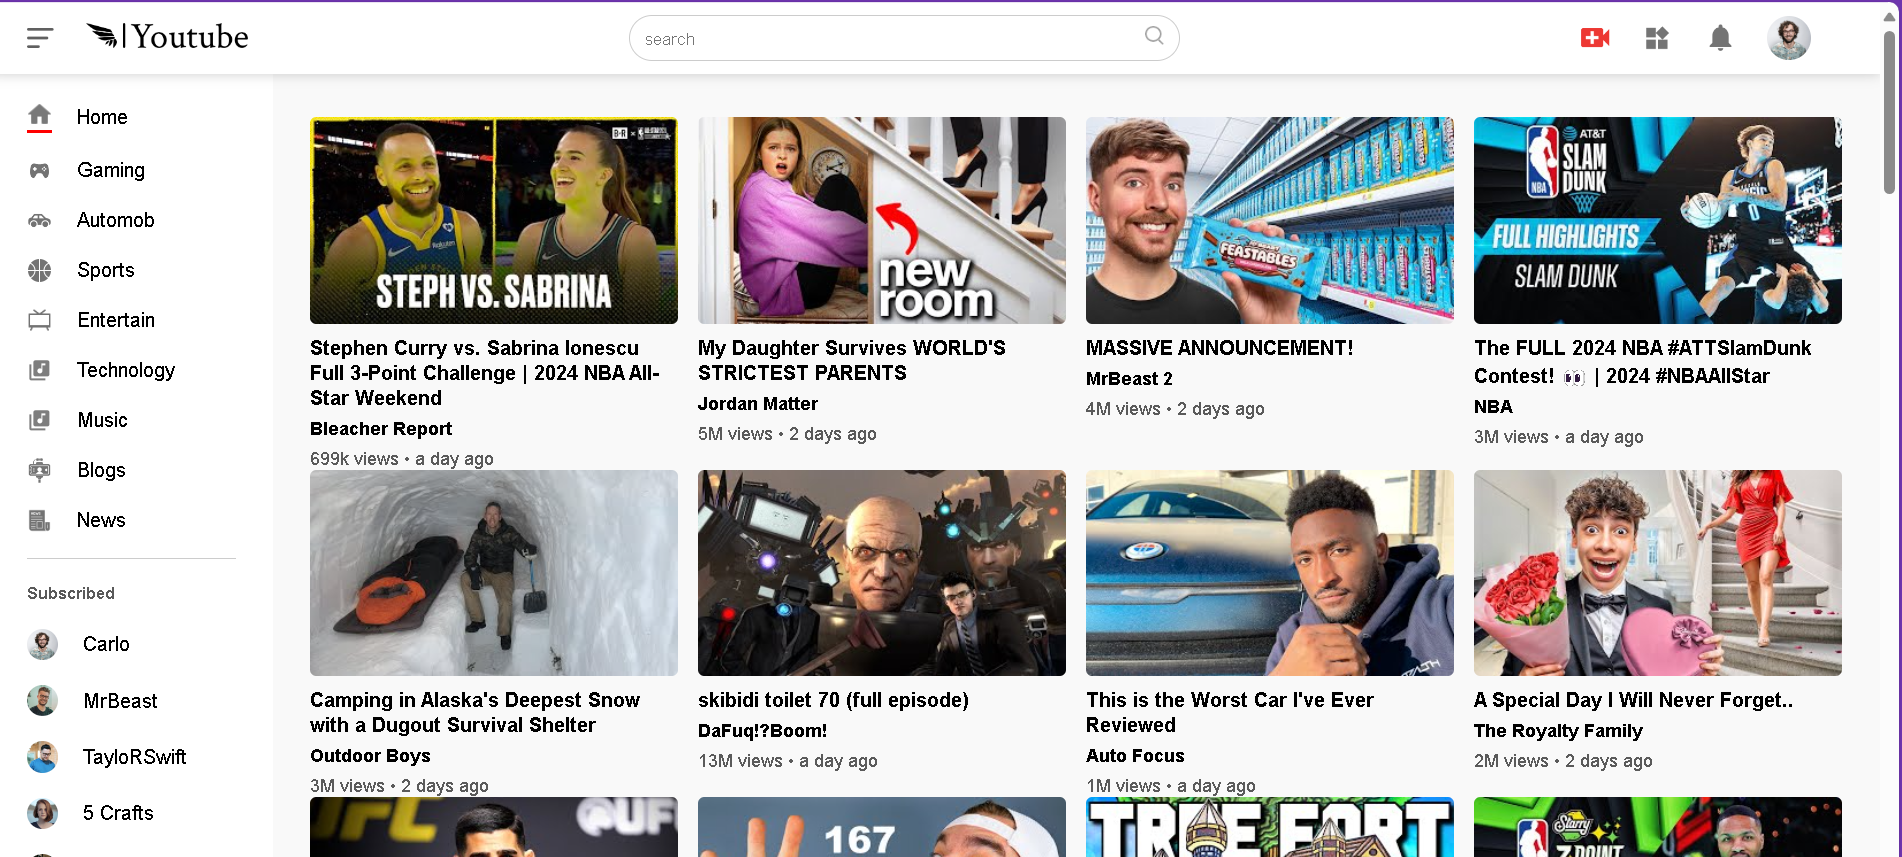 Youtube
search
Home
Gaming
Automob
Sports
Entertain
Technology
Music
Blogs
News
Subscribed
Carlo
MrBeast
TayloRSwift
5 Crafts
B·R
STEPH VS. SABRINA
Stephen Curry vs. Sabrina Ionescu
Full 3-Point Challenge | 2024 NBA All-
Star Weekend
Bleacher Report
699k views • a day ago
new
room
My Daughter Survives WORLD'S
STRICTEST PARENTS
Jordan Matter
5M views • 2 days ago
FEASTABLES
MASSIVE ANNOUNCEMENT!
MrBeast 2
4M views • 2 days ago
AT&T
SLAM
DUNK
NBA
FULL HIGHLIGHTS
SLAM DUNK
The FULL 2024 NBA #ATTSlamDunk
Contest! 👀 | 2024 #NBAAllStar
NBA
3M views • a day ago
Camping in Alaska's Deepest Snow
with a Dugout Survival Shelter
Outdoor Boys
3M views • 2 days ago
skibidi toilet 70 (full episode)
DaFuq!?Boom!
13M views • a day ago
This is the Worst Car I've Ever
Reviewed
Auto Focus
1M views • a day ago
A Special Day I Will Never Forget..
The Royalty Family
2M views • 2 days ago
UFC
@UF
167
TREE FORT
Starry
3 POINT